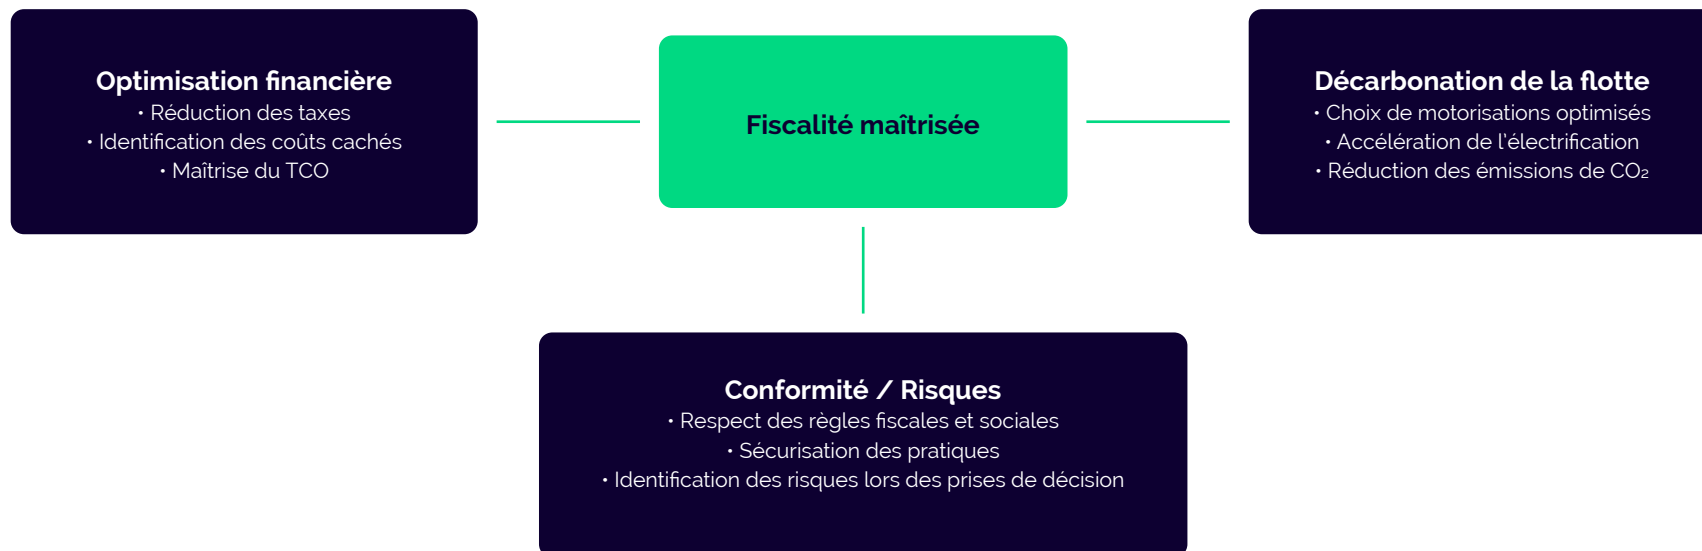 Optimisation financière
• Réduction des taxes
• Identification des coûts cachés
• Maîtrise du TCO
Fiscalité maîtrisée
Décarbonation de la flotte
• Choix de motorisations optimisés
• Accélération de l'électrification
• Réduction des émissions de CO₂
Conformité / Risques
• Respect des règles fiscales et sociales
• Sécurisation des pratiques
• Identification des risques lors des prises de décision